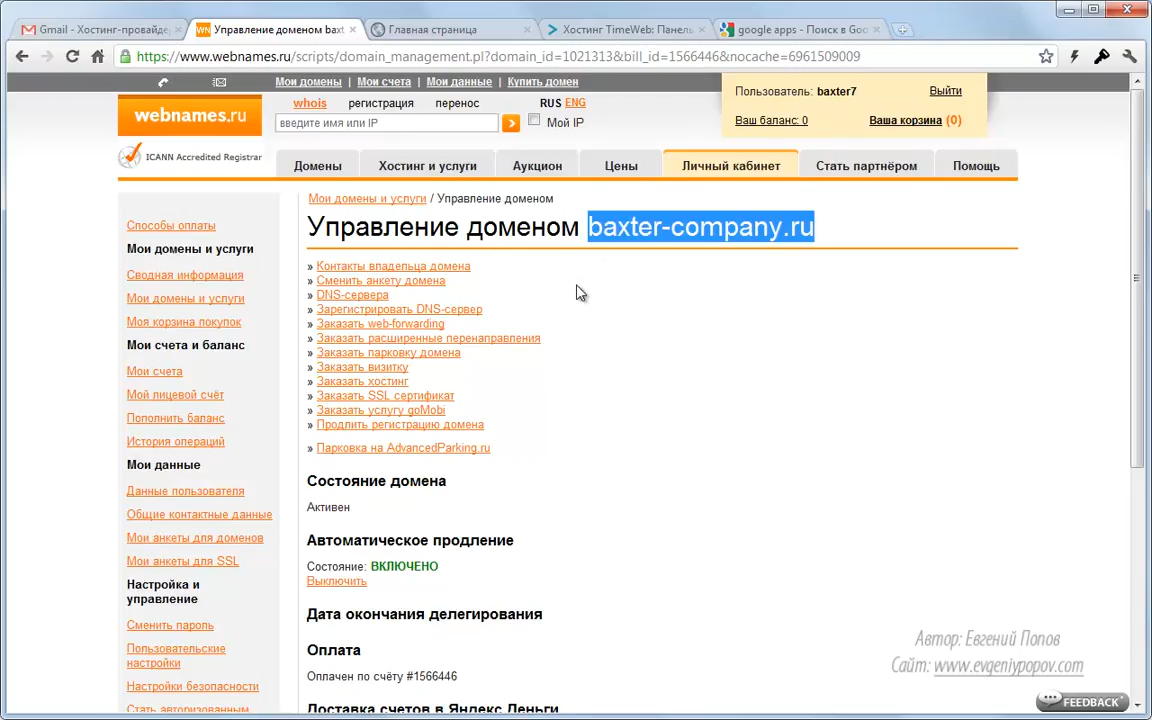 Gmail - Хостинг-провайдер
Управление доменом baxt
Главная страница
Хостинг TimeWeb: Панель
google apps - Поиск в Goo
https://www.webnames.ru/scripts/domain_management.pl?domain_id=1021313&bill_id=1566446&nocache=6961509009
Мои домены | Мои счета | Мои данные | Купить домен
webnames.ru
whois регистрация перенос RUS ENG
введите имя или IP Мой IP
Пользователь: baxter7 Выйти
Ваш баланс: 0 Ваша корзина (0)
ICANN Accredited Registrar
Домены Хостинг и услуги Аукцион Цены Личный кабинет Стать партнёром Помощь
Способы оплаты
Мои домены и услуги
Сводная информация
Мои домены и услуги
Моя корзина покупок
Мои счета и баланс
Мои счета
Мой лицевой счёт
Пополнить баланс
История операций
Мои данные
Данные пользователя
Общие контактные данные
Мои анкеты для доменов
Мои анкеты для SSL
Настройка и
управление
Сменить пароль
Пользовательские
настройки
Настройки безопасности
Стать авторизованным
Мои домены и услуги / Управление доменом
Управление доменом baxter-company.ru
» Контакты владельца домена
» Сменить анкету домена
» DNS-сервера
» Зарегистрировать DNS-сервер
» Заказать web-forwarding
» Заказать расширенные перенаправления
» Заказать парковку домена
» Заказать визитку
» Заказать хостинг
» Заказать SSL сертификат
» Заказать услугу goMobi
» Продлить регистрацию домена
» Парковка на AdvancedParking.ru
Состояние домена
Активен
Автоматическое продление
Состояние: ВКЛЮЧЕНО
Выключить
Дата окончания делегирования
Оплата
Оплачен по счёту #1566446
Доставка счетов в Яндекс.Деньги
Автор: Евгений Попов
Сайт: www.evgeniypopov.com
FEEDBACK